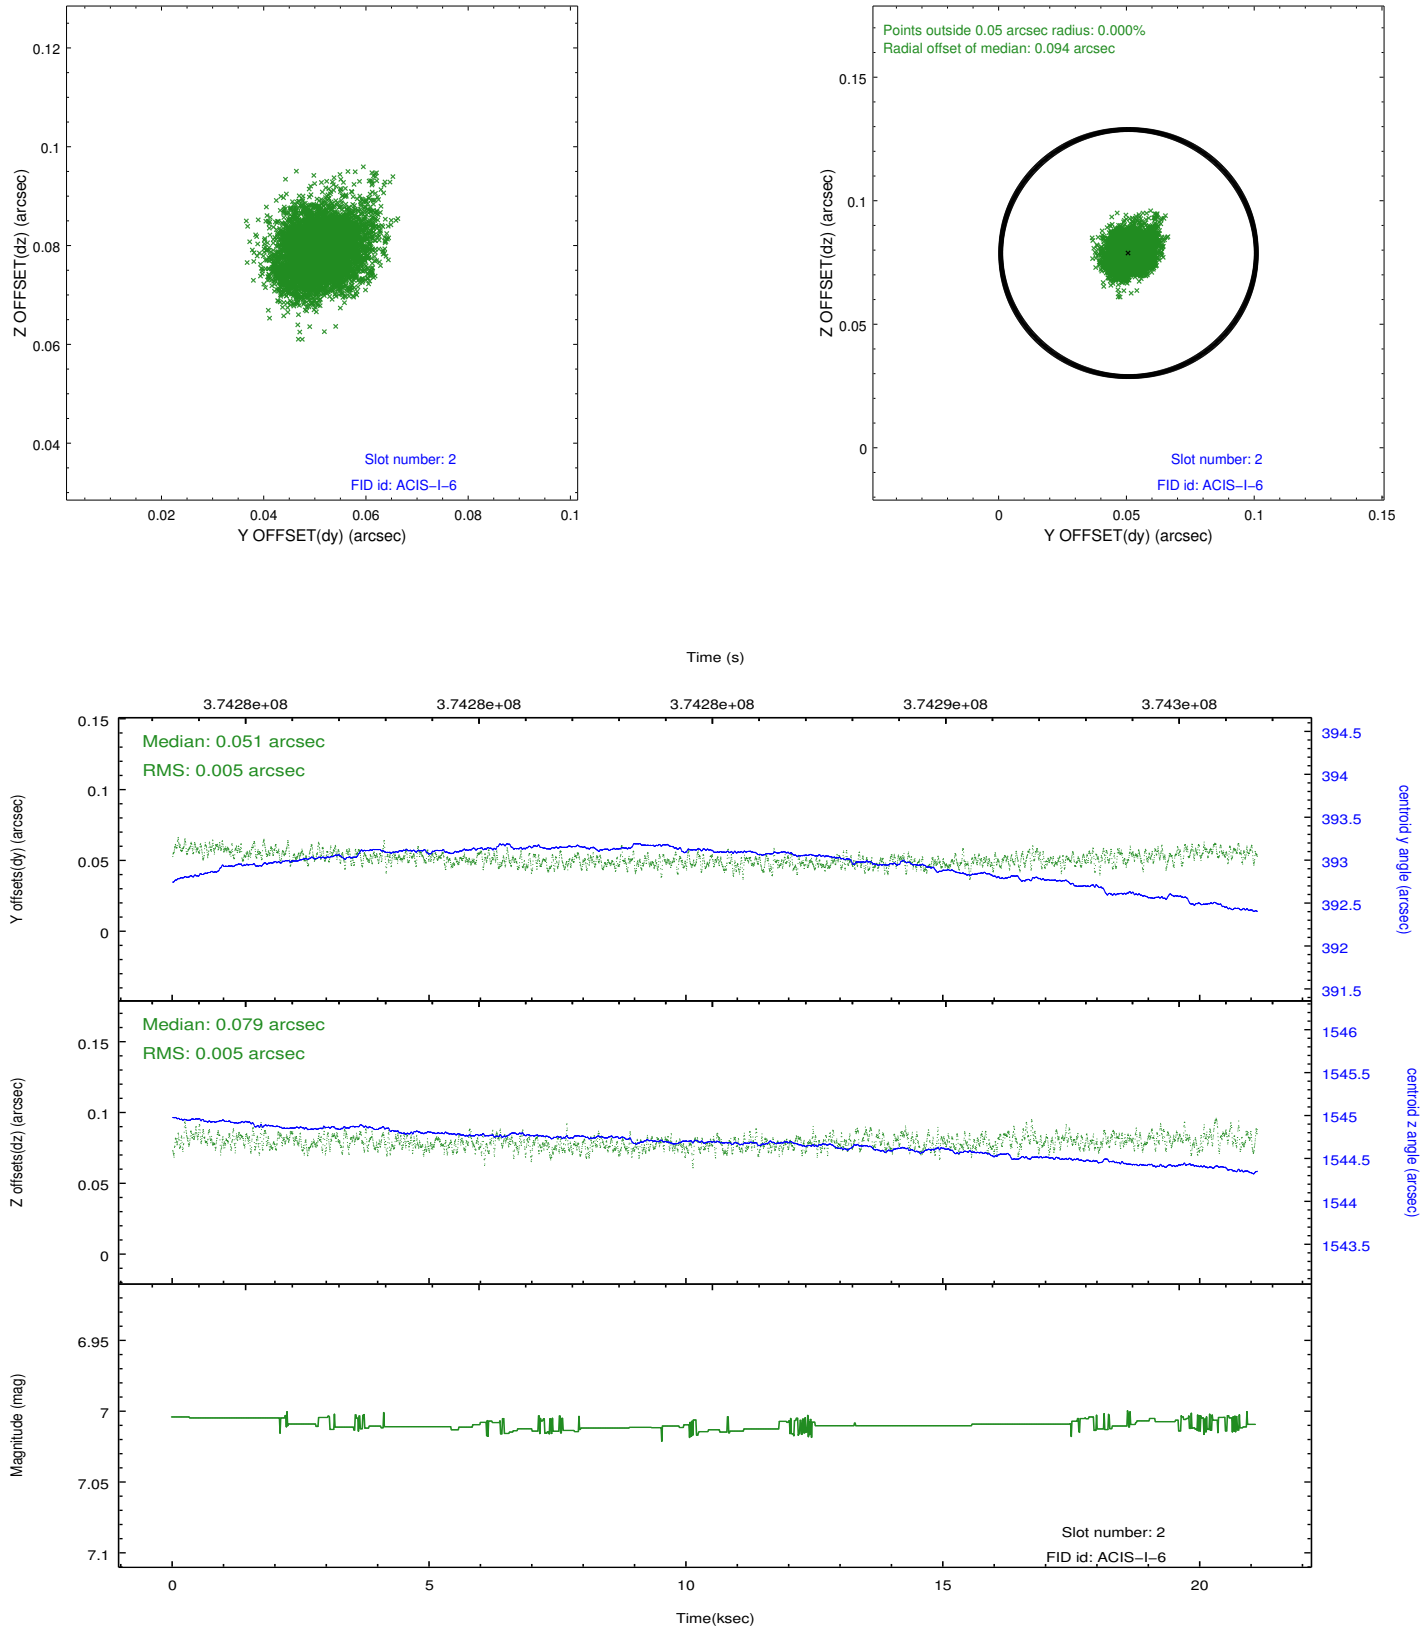 0.12
0.1
0.08
0.06
0.04
Z OFFSET(dz) (arcsec)
Slot number: 2
FID id: ACIS−I−6
0.02 0.04 0.06 0.08 0.1
Y OFFSET(dy) (arcsec)
Points outside 0.05 arcsec radius: 0.000%
Radial offset of median: 0.094 arcsec
0.15
0.1
0.05
0
Z OFFSET(dz) (arcsec)
Slot number: 2
FID id: ACIS−I−6
0 0.05 0.1 0.15
Y OFFSET(dy) (arcsec)
Time (s)
3.7428e+08 3.7428e+08 3.7428e+08 3.7429e+08 3.743e+08
Median: 0.051 arcsec
RMS: 0.005 arcsec
0.15
0.1
0.05
0
Y offsets(dy) (arcsec)
394.5
394
393.5
393
392.5
392
391.5
centroid y angle (arcsec)
Median: 0.079 arcsec
RMS: 0.005 arcsec
0.15
0.1
0.05
0
Z offsets(dz) (arcsec)
1546
1545.5
1545
1544.5
1544
1543.5
centroid z angle (arcsec)
6.95
7
7.05
7.1
Magnitude (mag)
Slot number: 2
FID id: ACIS−I−6
0 5 10 15 20
Time(ksec)